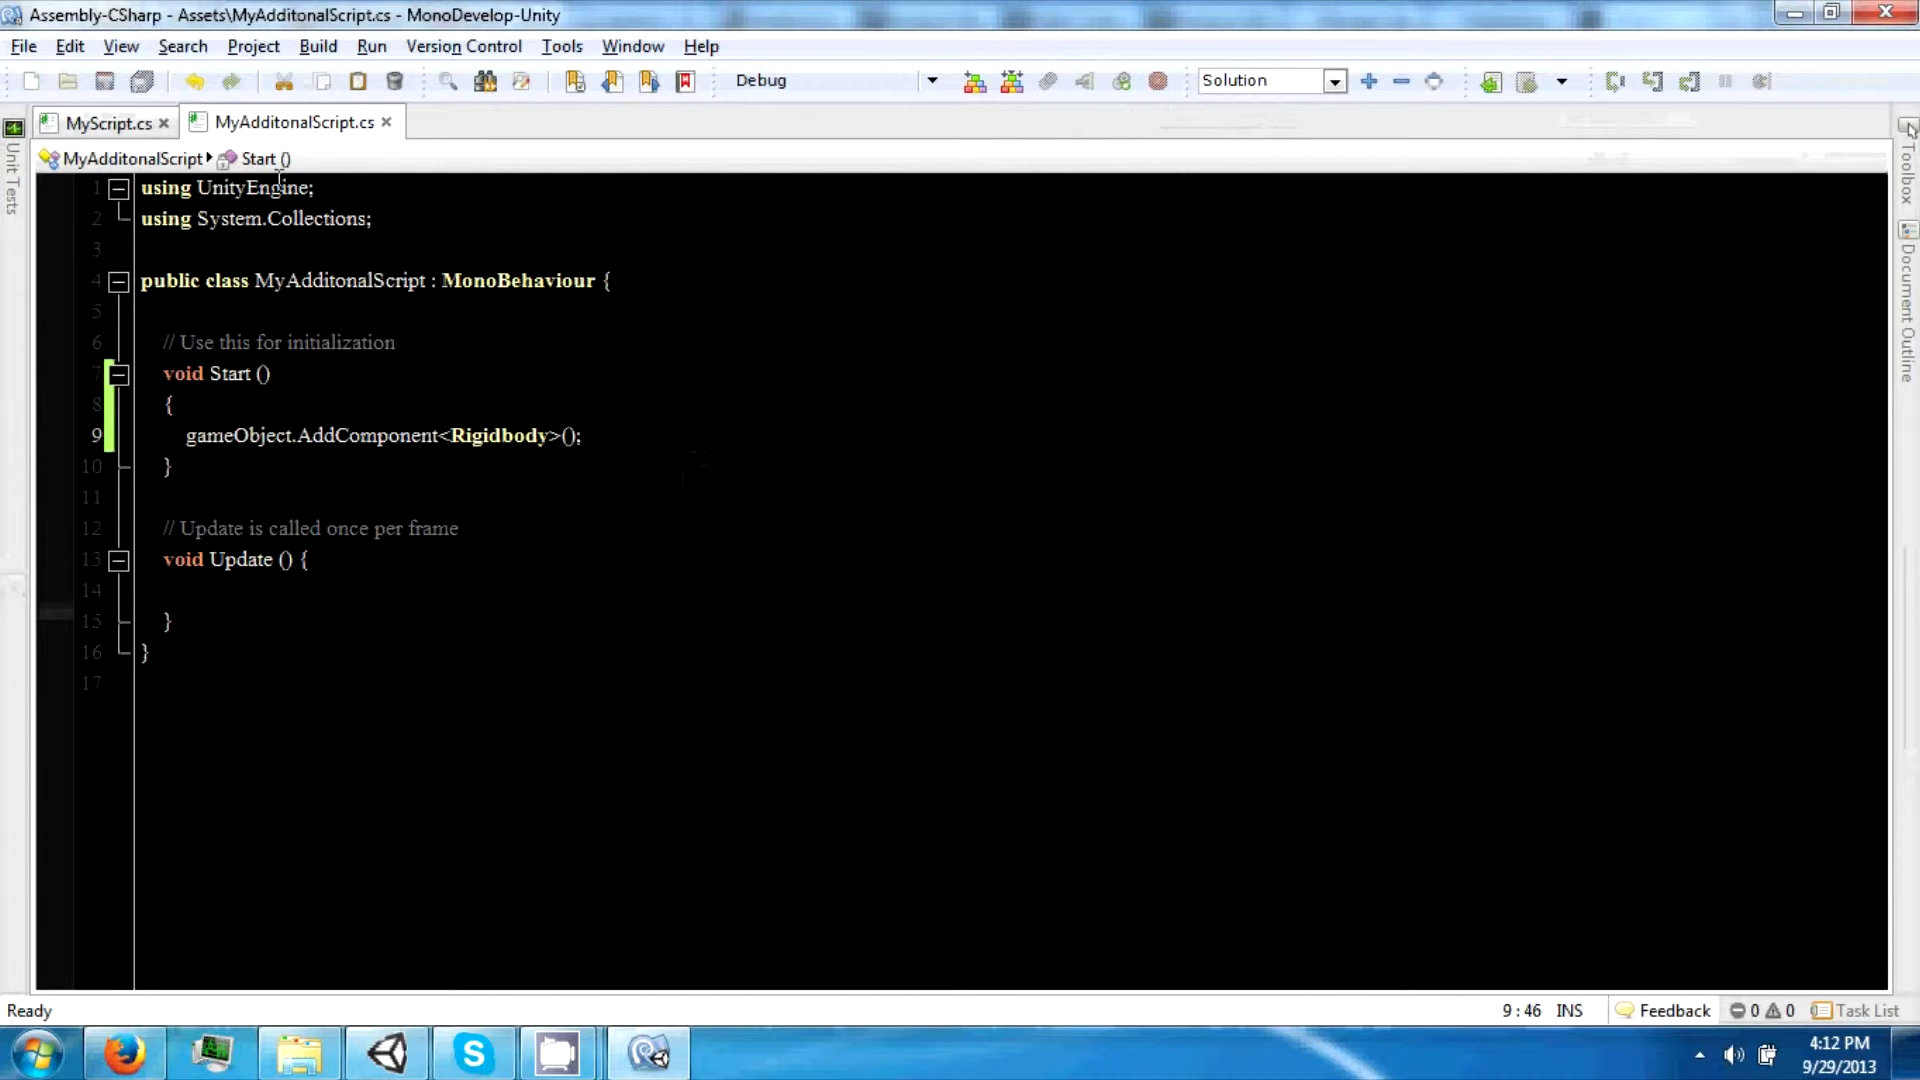 Assembly-CSharp - Assets\MyAdditonalScript.cs - MonoDevelop-Unity
File Edit View Search Project Build Run Version Control Tools Window Help
Debug Solution
MyScript.cs MyAdditonalScript.cs
MyAdditonalScript Start ()
Unit Tests
Toolbox
Document Outline
1 using UnityEngine;
2 using System.Collections;
3
4 public class MyAdditonalScript : MonoBehaviour {
5
6 // Use this for initialization
7 void Start ()
8 {
9 gameObject.AddComponent<Rigidbody>();
10 }
11
12 // Update is called once per frame
13 void Update () {
14
15 }
16 }
17
Ready 9 : 46 INS Feedback 0 0 Task List
4:12 PM
9/29/2013